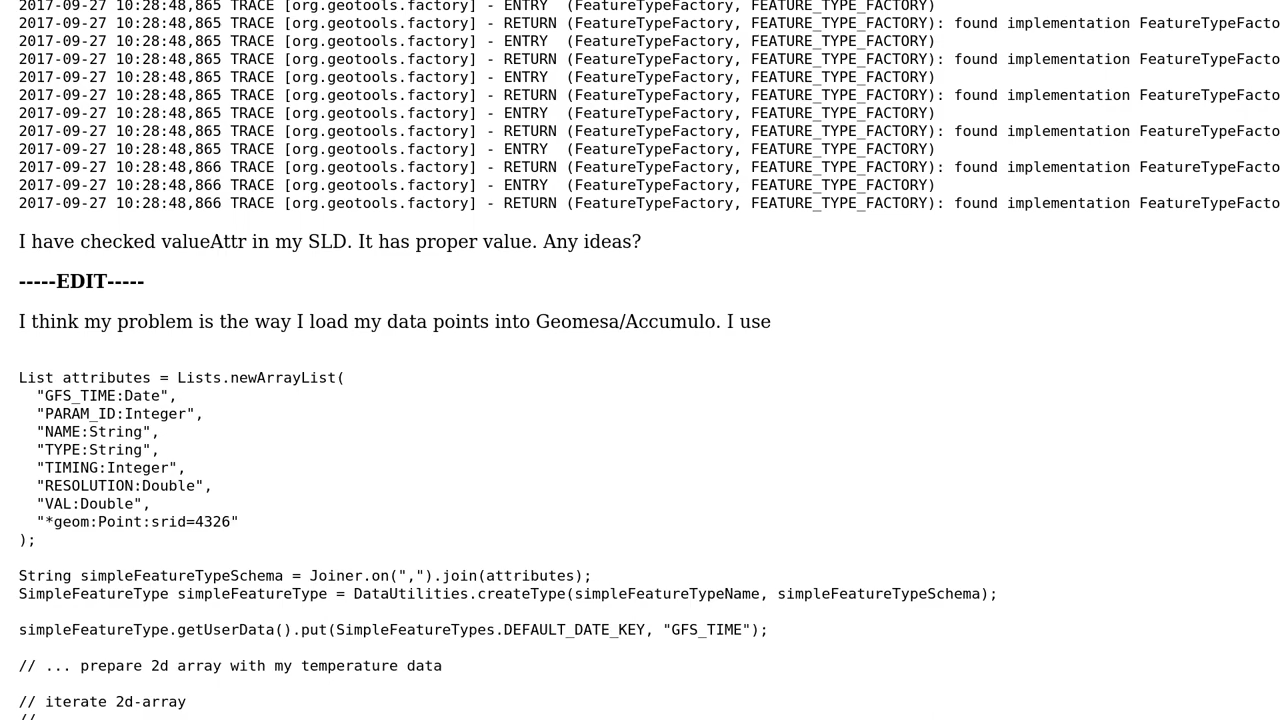 2017-09-27 10:28:48,865 TRACE [org.geotools.factory] - ENTRY  (FeatureTypeFactory, FEATURE_TYPE_FACTORY)
2017-09-27 10:28:48,865 TRACE [org.geotools.factory] - RETURN (FeatureTypeFactory, FEATURE_TYPE_FACTORY): found implementation FeatureTypeFacto
2017-09-27 10:28:48,865 TRACE [org.geotools.factory] - ENTRY  (FeatureTypeFactory, FEATURE_TYPE_FACTORY)
2017-09-27 10:28:48,865 TRACE [org.geotools.factory] - RETURN (FeatureTypeFactory, FEATURE_TYPE_FACTORY): found implementation FeatureTypeFacto
2017-09-27 10:28:48,865 TRACE [org.geotools.factory] - ENTRY  (FeatureTypeFactory, FEATURE_TYPE_FACTORY)
2017-09-27 10:28:48,865 TRACE [org.geotools.factory] - RETURN (FeatureTypeFactory, FEATURE_TYPE_FACTORY): found implementation FeatureTypeFacto
2017-09-27 10:28:48,865 TRACE [org.geotools.factory] - ENTRY  (FeatureTypeFactory, FEATURE_TYPE_FACTORY)
2017-09-27 10:28:48,865 TRACE [org.geotools.factory] - RETURN (FeatureTypeFactory, FEATURE_TYPE_FACTORY): found implementation FeatureTypeFacto
2017-09-27 10:28:48,865 TRACE [org.geotools.factory] - ENTRY  (FeatureTypeFactory, FEATURE_TYPE_FACTORY)
2017-09-27 10:28:48,866 TRACE [org.geotools.factory] - RETURN (FeatureTypeFactory, FEATURE_TYPE_FACTORY): found implementation FeatureTypeFacto
2017-09-27 10:28:48,866 TRACE [org.geotools.factory] - ENTRY  (FeatureTypeFactory, FEATURE_TYPE_FACTORY)
2017-09-27 10:28:48,866 TRACE [org.geotools.factory] - RETURN (FeatureTypeFactory, FEATURE_TYPE_FACTORY): found implementation FeatureTypeFacto
I have checked valueAttr in my SLD. It has proper value. Any ideas?
-----EDIT-----
I think my problem is the way I load my data points into Geomesa/Accumulo. I use
List attributes = Lists.newArrayList(
  "GFS_TIME:Date",
  "PARAM_ID:Integer",
  "NAME:String",
  "TYPE:String",
  "TIMING:Integer",
  "RESOLUTION:Double",
  "VAL:Double",
  "*geom:Point:srid=4326"
);
String simpleFeatureTypeSchema = Joiner.on(",").join(attributes);
SimpleFeatureType simpleFeatureType = DataUtilities.createType(simpleFeatureTypeName, simpleFeatureTypeSchema);
simpleFeatureType.getUserData().put(SimpleFeatureTypes.DEFAULT_DATE_KEY, "GFS_TIME");
// ... prepare 2d array with my temperature data
// iterate 2d-array
//